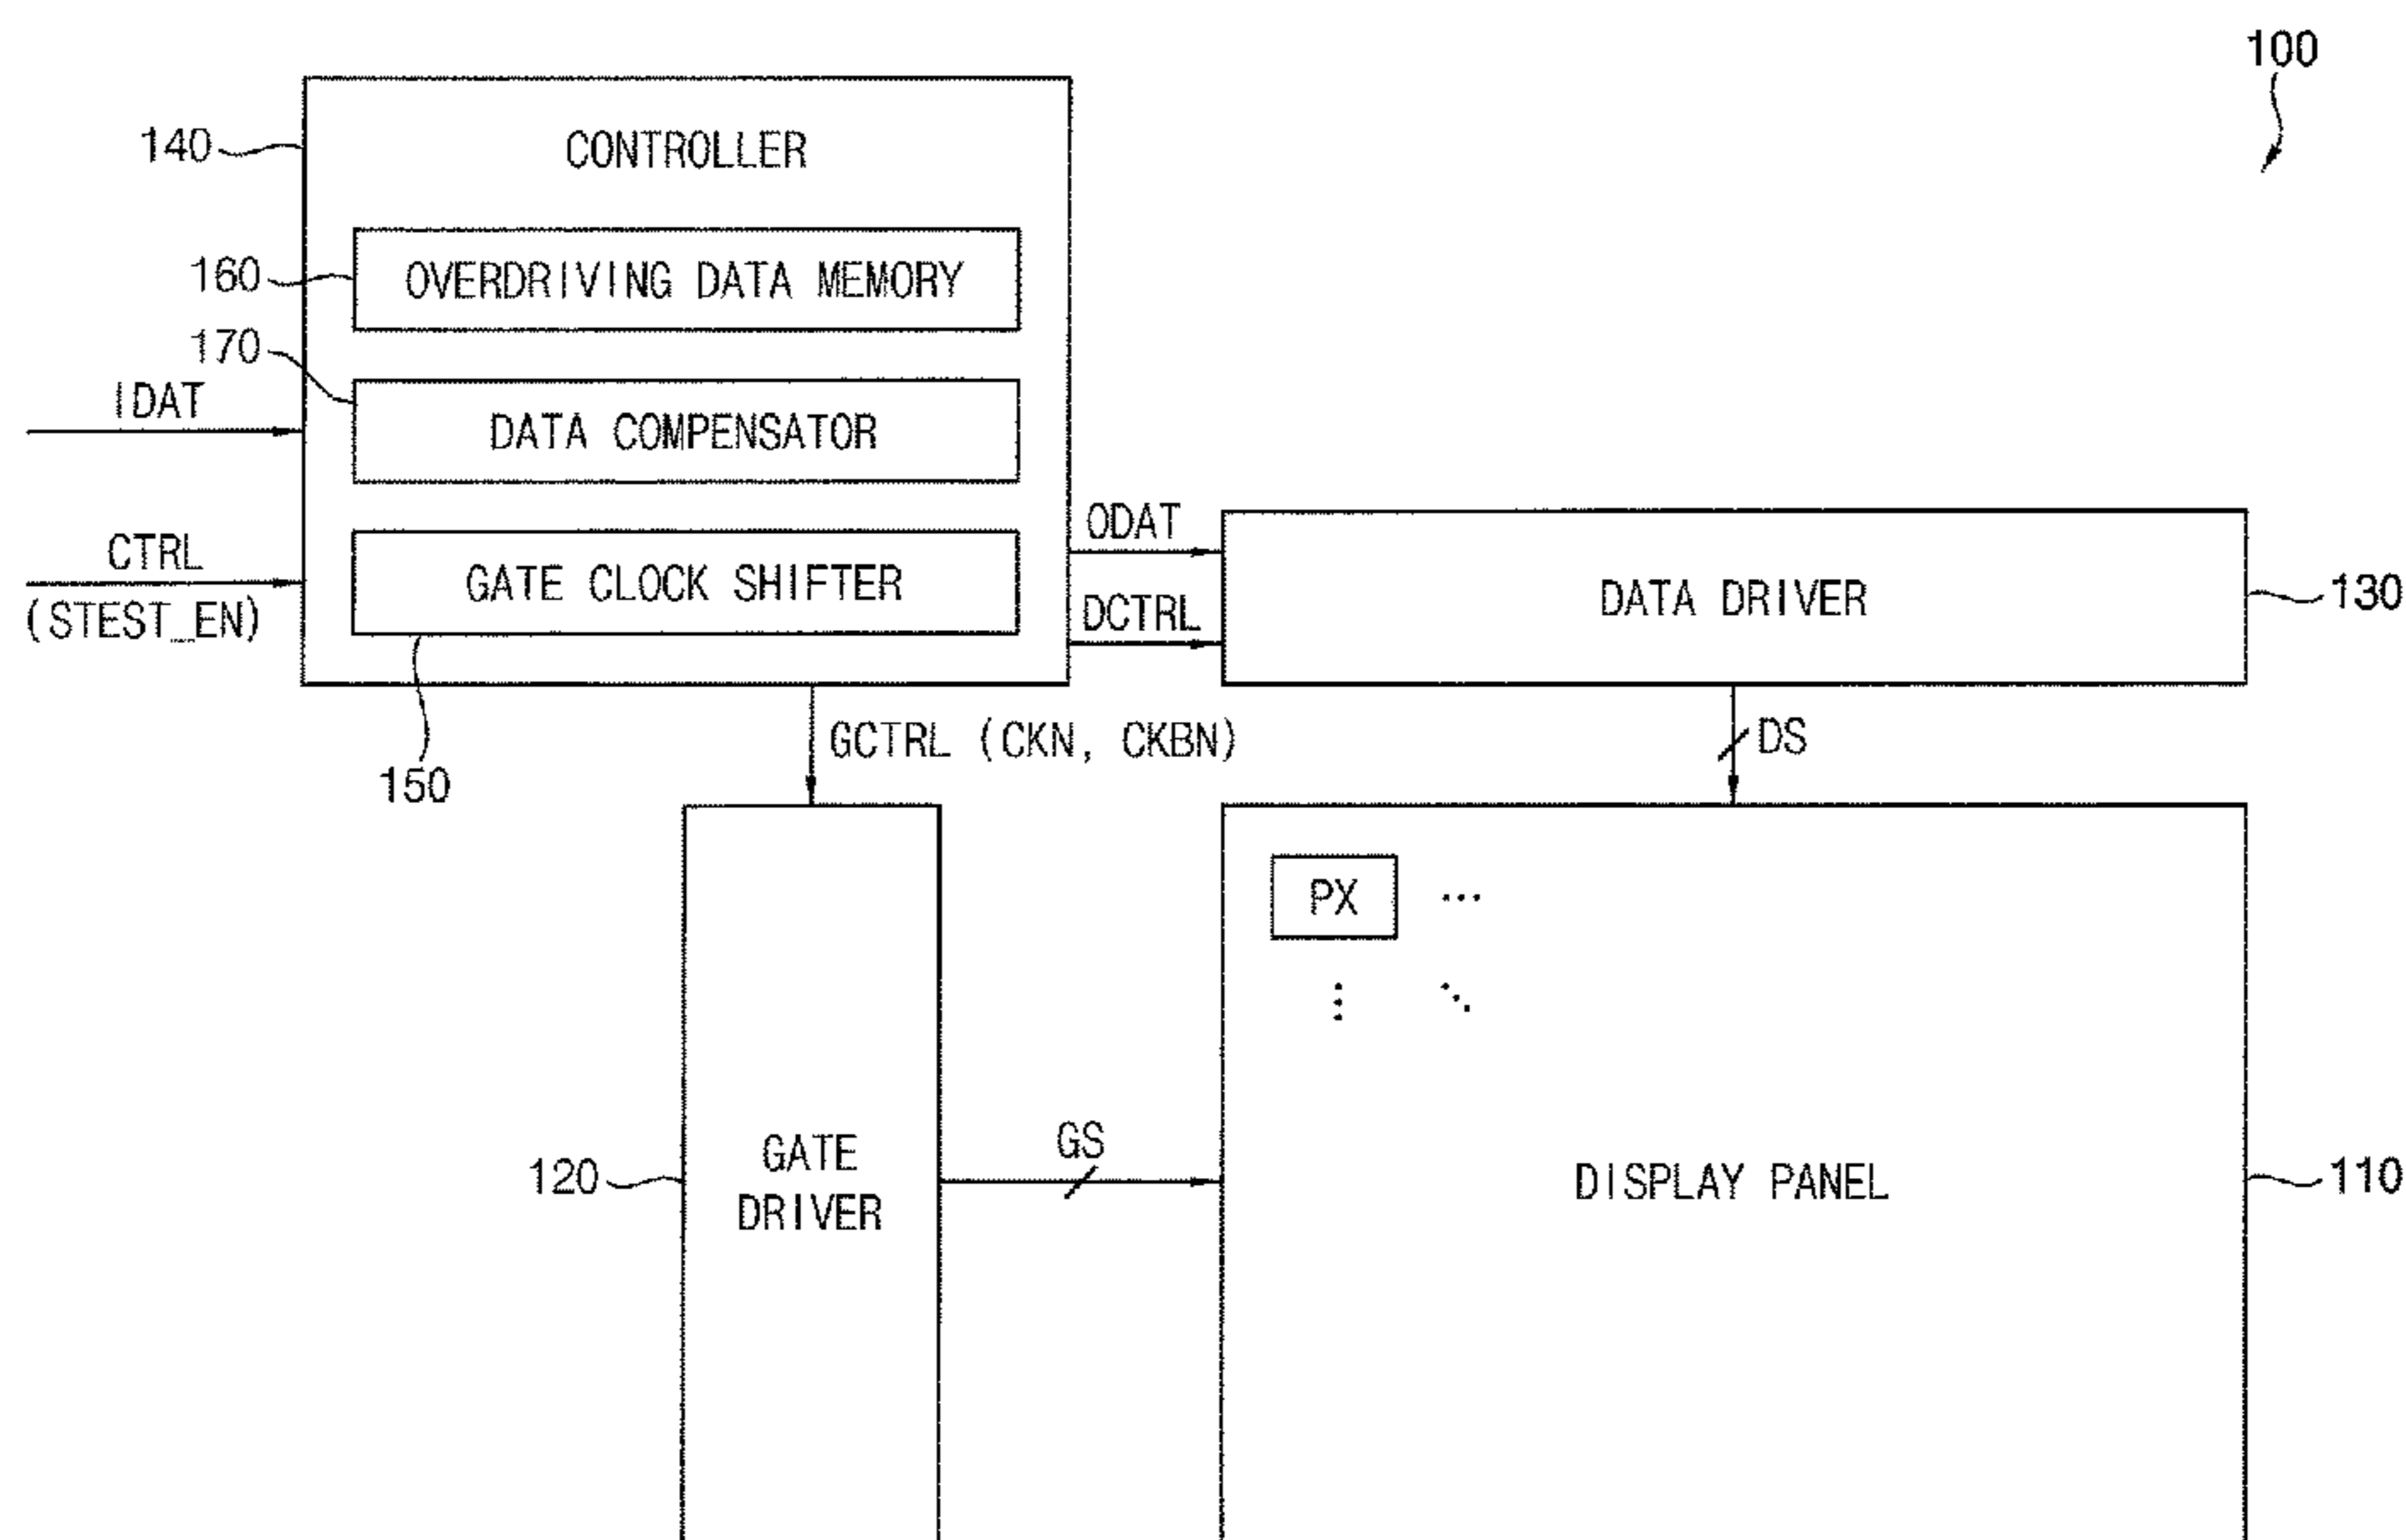 100
140
CONTROLLER
160
OVERDRIVING DATA MEMORY
170
IDAT
DATA COMPENSATOR
CTRL
(STEST_EN)
GATE CLOCK SHIFTER
150
ODAT
DCTRL
DATA DRIVER
130
GCTRL (CKN, CKBN)
DS
PX ...
120
GATE
DRIVER
GS
DISPLAY PANEL
110